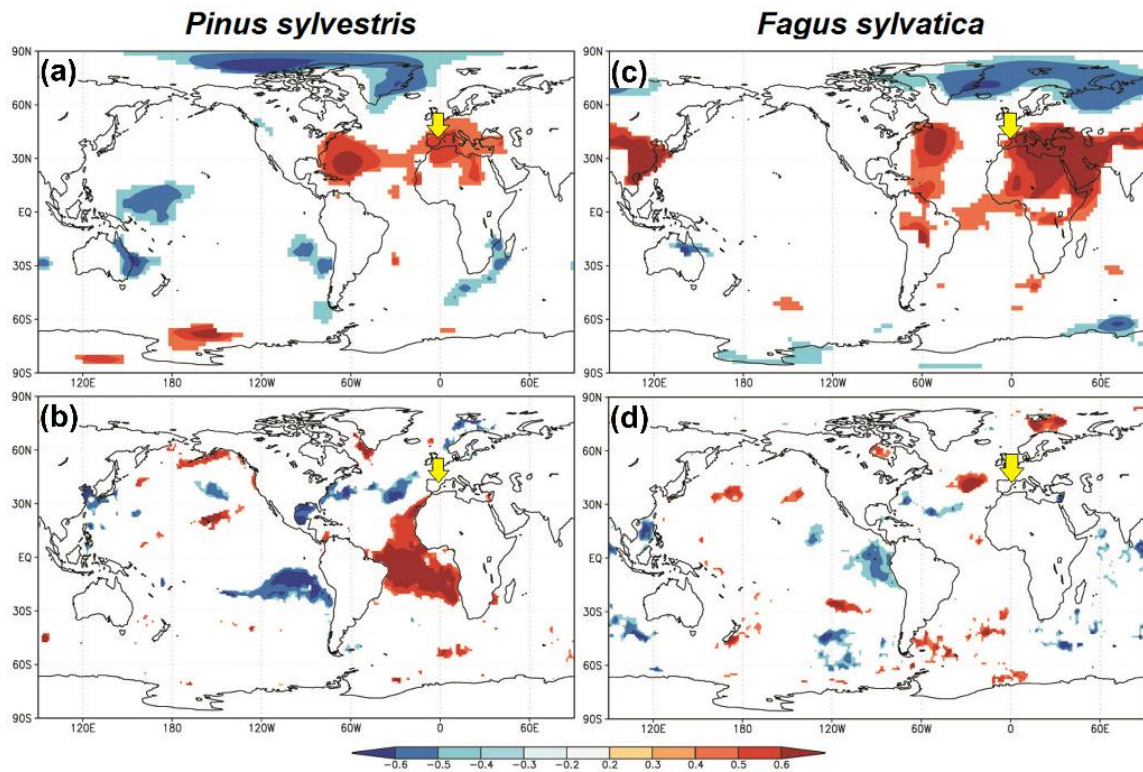 Pinus sylvestris
Fagus sylvatica
(a)
90N
60N
30N
EQ
30S
60S
90S
120E 180 120W 60W 0 60E
(c)
90N
60N
30N
EQ
30S
60S
90S
120E 180 120W 60W 0 60E
(b)
90N
60N
30N
EQ
30S
60S
90S
120E 180 120W 60W 0 60E
(d)
90N
60N
30N
EQ
30S
60S
90S
120E 180 120W 60W 0 60E
-0.6 -0.5 -0.4 -0.3 -0.2 0.2 0.3 0.4 0.5 0.6